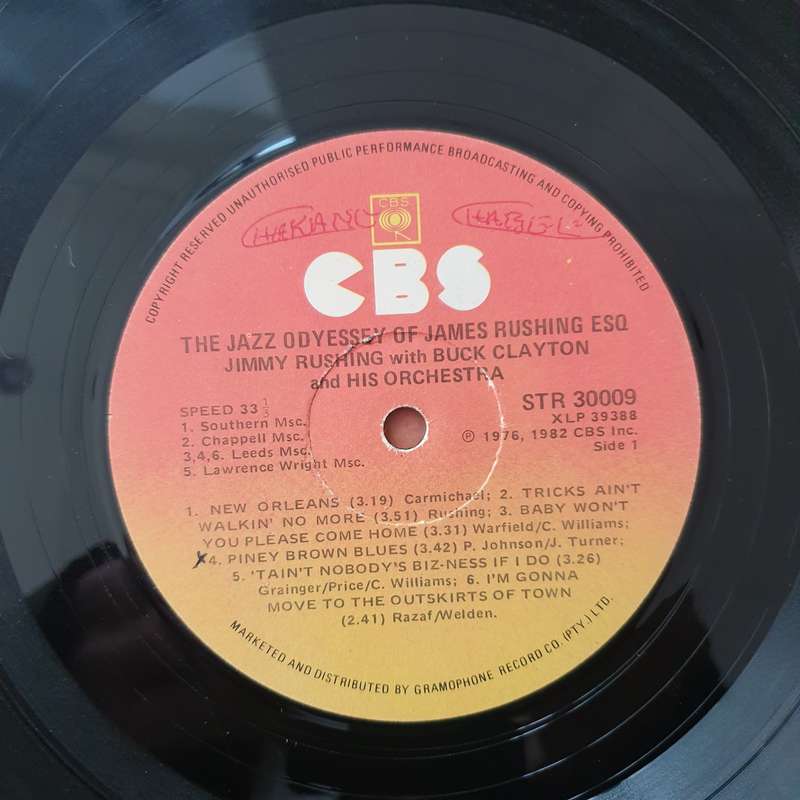 COPYRIGHT RESERVED UNAUTHORISED PUBLIC PERFORMANCE BROADCASTING AND COPYING PROHIBITED
CBS
CBS
THE JAZZ ODYESSEY OF JAMES RUSHING ESQ
JIMMY RUSHING with BUCK CLAYTON
and HIS ORCHESTRA
SPEED 33 1/3
1. Southern Msc.
2. Chappell Msc.
3,4,6. Leeds Msc.
5. Lawrence Wright Msc.
STR 30009
XLP 39388
℗ 1976, 1982 CBS Inc.
Side 1
1. NEW ORLEANS (3.19) Carmichael; 2. TRICKS AIN'T
WALKIN' NO MORE (3.51) Rushing; 3. BABY WON'T
YOU PLEASE COME HOME (3.31) Warfield/C. Williams;
x4. PINEY BROWN BLUES (3.42) P. Johnson/J. Turner;
5. 'TAIN'T NOBODY'S BIZ-NESS IF I DO (3.26)
Grainger/Price/C. Williams; 6. I'M GONNA
MOVE TO THE OUTSKIRTS OF TOWN
(2.41) Razaf/Welden.
MARKETED AND DISTRIBUTED BY GRAMOPHONE RECORD CO. (PTY.) LTD.